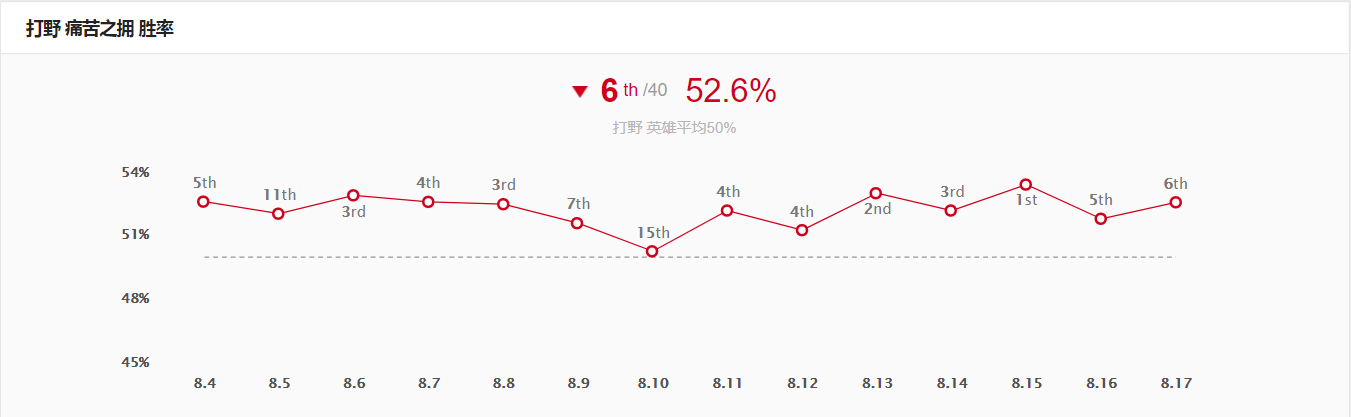 打野 痛苦之拥 胜率
6 th /40 52.6%
打野 英雄平均50%
54%
5th 11th 3rd 4th 3rd 7th 15th 4th 4th 2nd 3rd 1st 5th 6th
51%
48%
45%
8.4 8.5 8.6 8.7 8.8 8.9 8.10 8.11 8.12 8.13 8.14 8.15 8.16 8.17